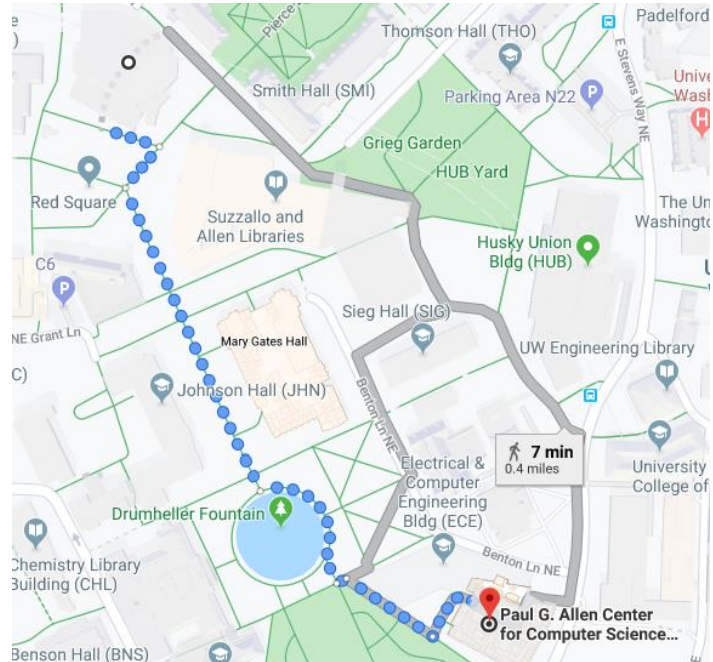 Pierce
Thomson Hall (THO)
Padelford
E Stevens Way NE
Smith Hall (SMI)
Parking Area N22
Unive
Wash
Grieg Garden
HUB Yard
Red Square
Suzzallo and
Allen Libraries
The Un
Washingto
Husky Union
Bldg (HUB)
C6
Sieg Hall (SIG)
NE Grant Ln
Mary Gates Hall
UW Engineering Library
C)
Johnson Hall (JHN)
Benton Ln NE
7 min
0.4 miles
Electrical &
Computer
Engineering
Bldg (ECE)
University
College of
Drumheller Fountain
Chemistry Library
Building (CHL)
Benton Ln NE
Paul G. Allen Center
for Computer Science...
Benson Hall (BNS)